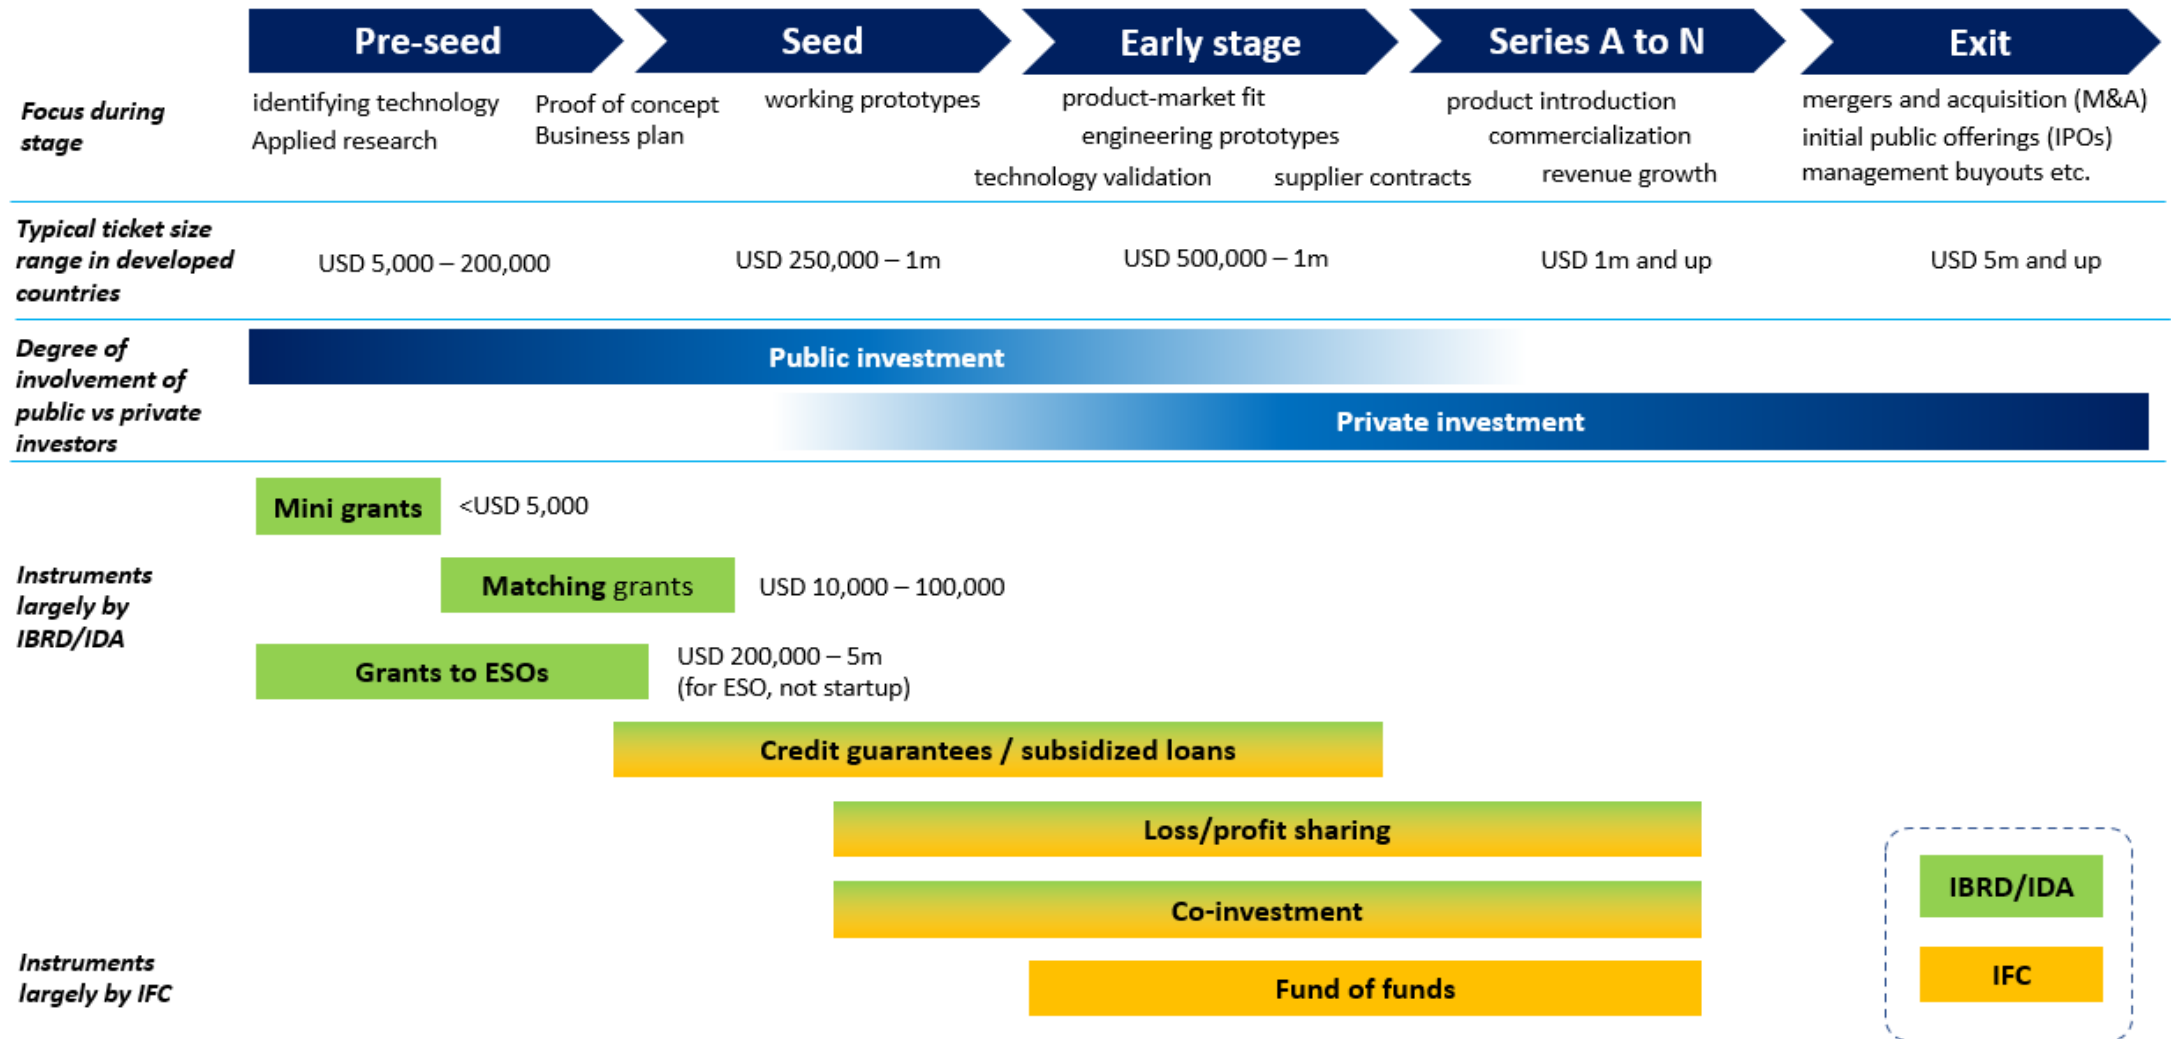 Pre-seed
Seed
Early stage
Series A to N
Exit
Focus during
stage
identifying technology
Applied research
Proof of concept
Business plan
working prototypes
product-market fit
engineering prototypes
technology validation
supplier contracts
product introduction
commercialization
revenue growth
mergers and acquisition (M&A)
initial public offerings (IPOs)
management buyouts etc.
Typical ticket size
range in developed
countries
USD 5,000 – 200,000
USD 250,000 – 1m
USD 500,000 – 1m
USD 1m and up
USD 5m and up
Degree of
involvement of
public vs private
investors
Public investment
Private investment
Instruments
largely by
IBRD/IDA
Mini grants
<USD 5,000
Matching grants
USD 10,000 – 100,000
Grants to ESOs
USD 200,000 – 5m
(for ESO, not startup)
Credit guarantees / subsidized loans
Loss/profit sharing
Co-investment
Instruments
largely by IFC
Fund of funds
IBRD/IDA
IFC